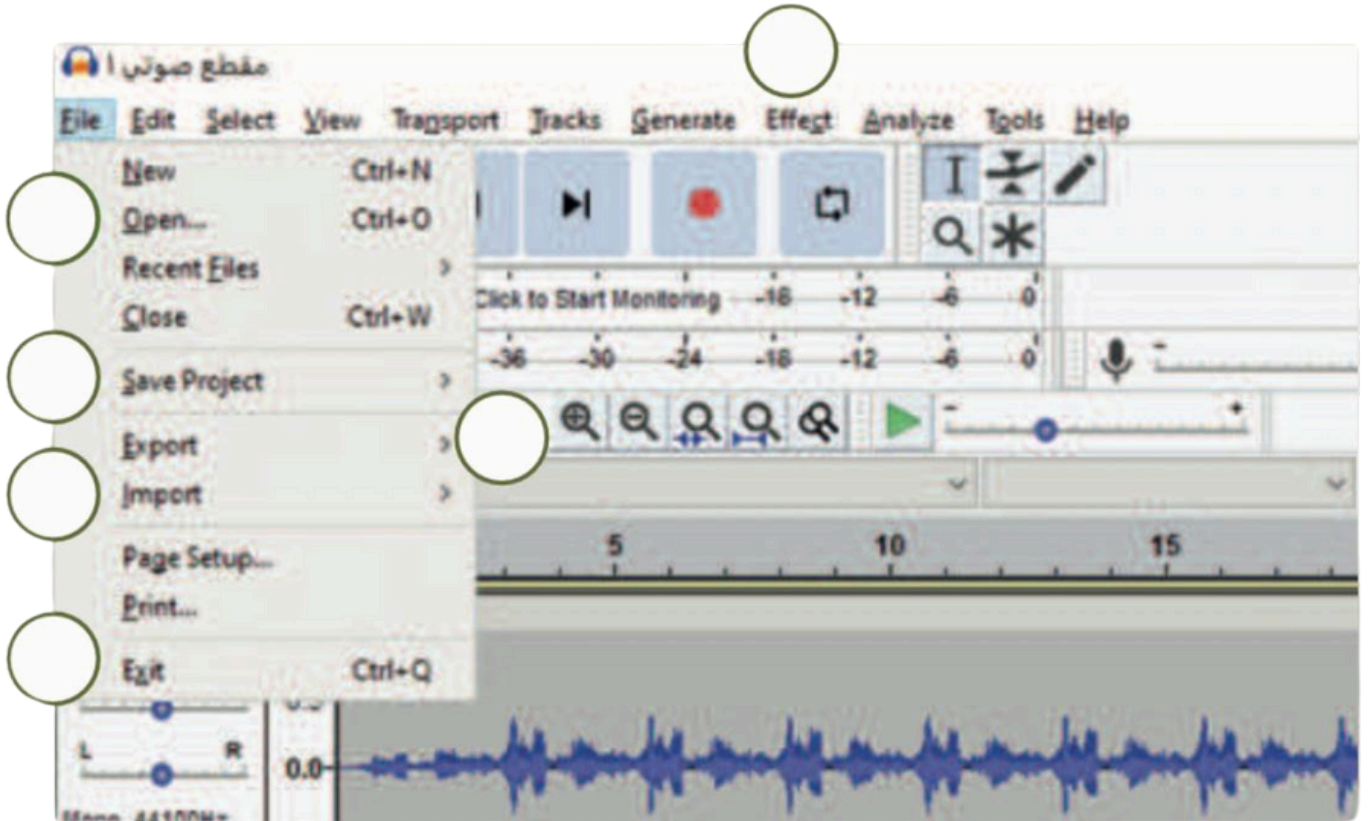 مقطع صوتي ا
File Edit Select View Transport Tracks Generate Effect Analyze Tools Help
New Ctrl+N
Open... Ctrl+O
Recent Files >
Close Ctrl+W
Click to Start Monitoring -18 -12 -6 0
-36 -30 -24 -18 -12 -6 0
Save Project >
- +
Export >
Import >
5 10 15
Page Setup...
Print...
Exit Ctrl+Q
L R
0.0
Mono, 44100Hz